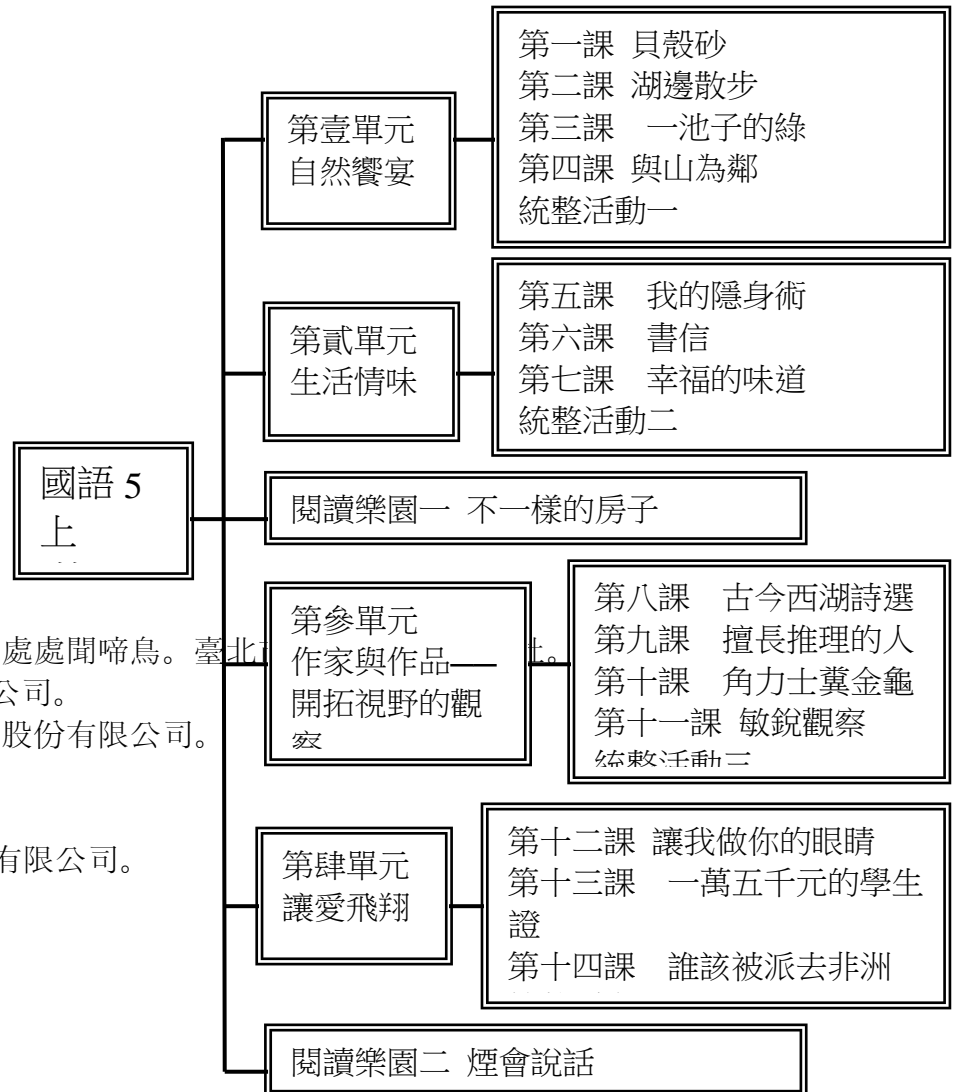 第一課 貝殼砂
第二課 湖邊散步
第三課 一池子的綠
第四課 與山為鄰
統整活動一
第壹單元
自然饗宴
第五課 我的隱身術
第六課 書信
第七課 幸福的味道
統整活動二
第貳單元
生活情味
國語 5
上
閱讀樂園一 不一樣的房子
第八課 古今西湖詩選
第九課 擅長推理的人
第十課 角力士糞金龜
第十一課 敏銳觀察
統整活動三
第參單元
作家與作品—
開拓視野的觀
察
處處聞啼鳥。臺北
公司。
股份有限公司。
有限公司。
第十二課 讓我做你的眼睛
第十三課 一萬五千元的學生
證
第十四課 誰該被派去非洲
第肆單元
讓愛飛翔
閱讀樂園二 煙會說話